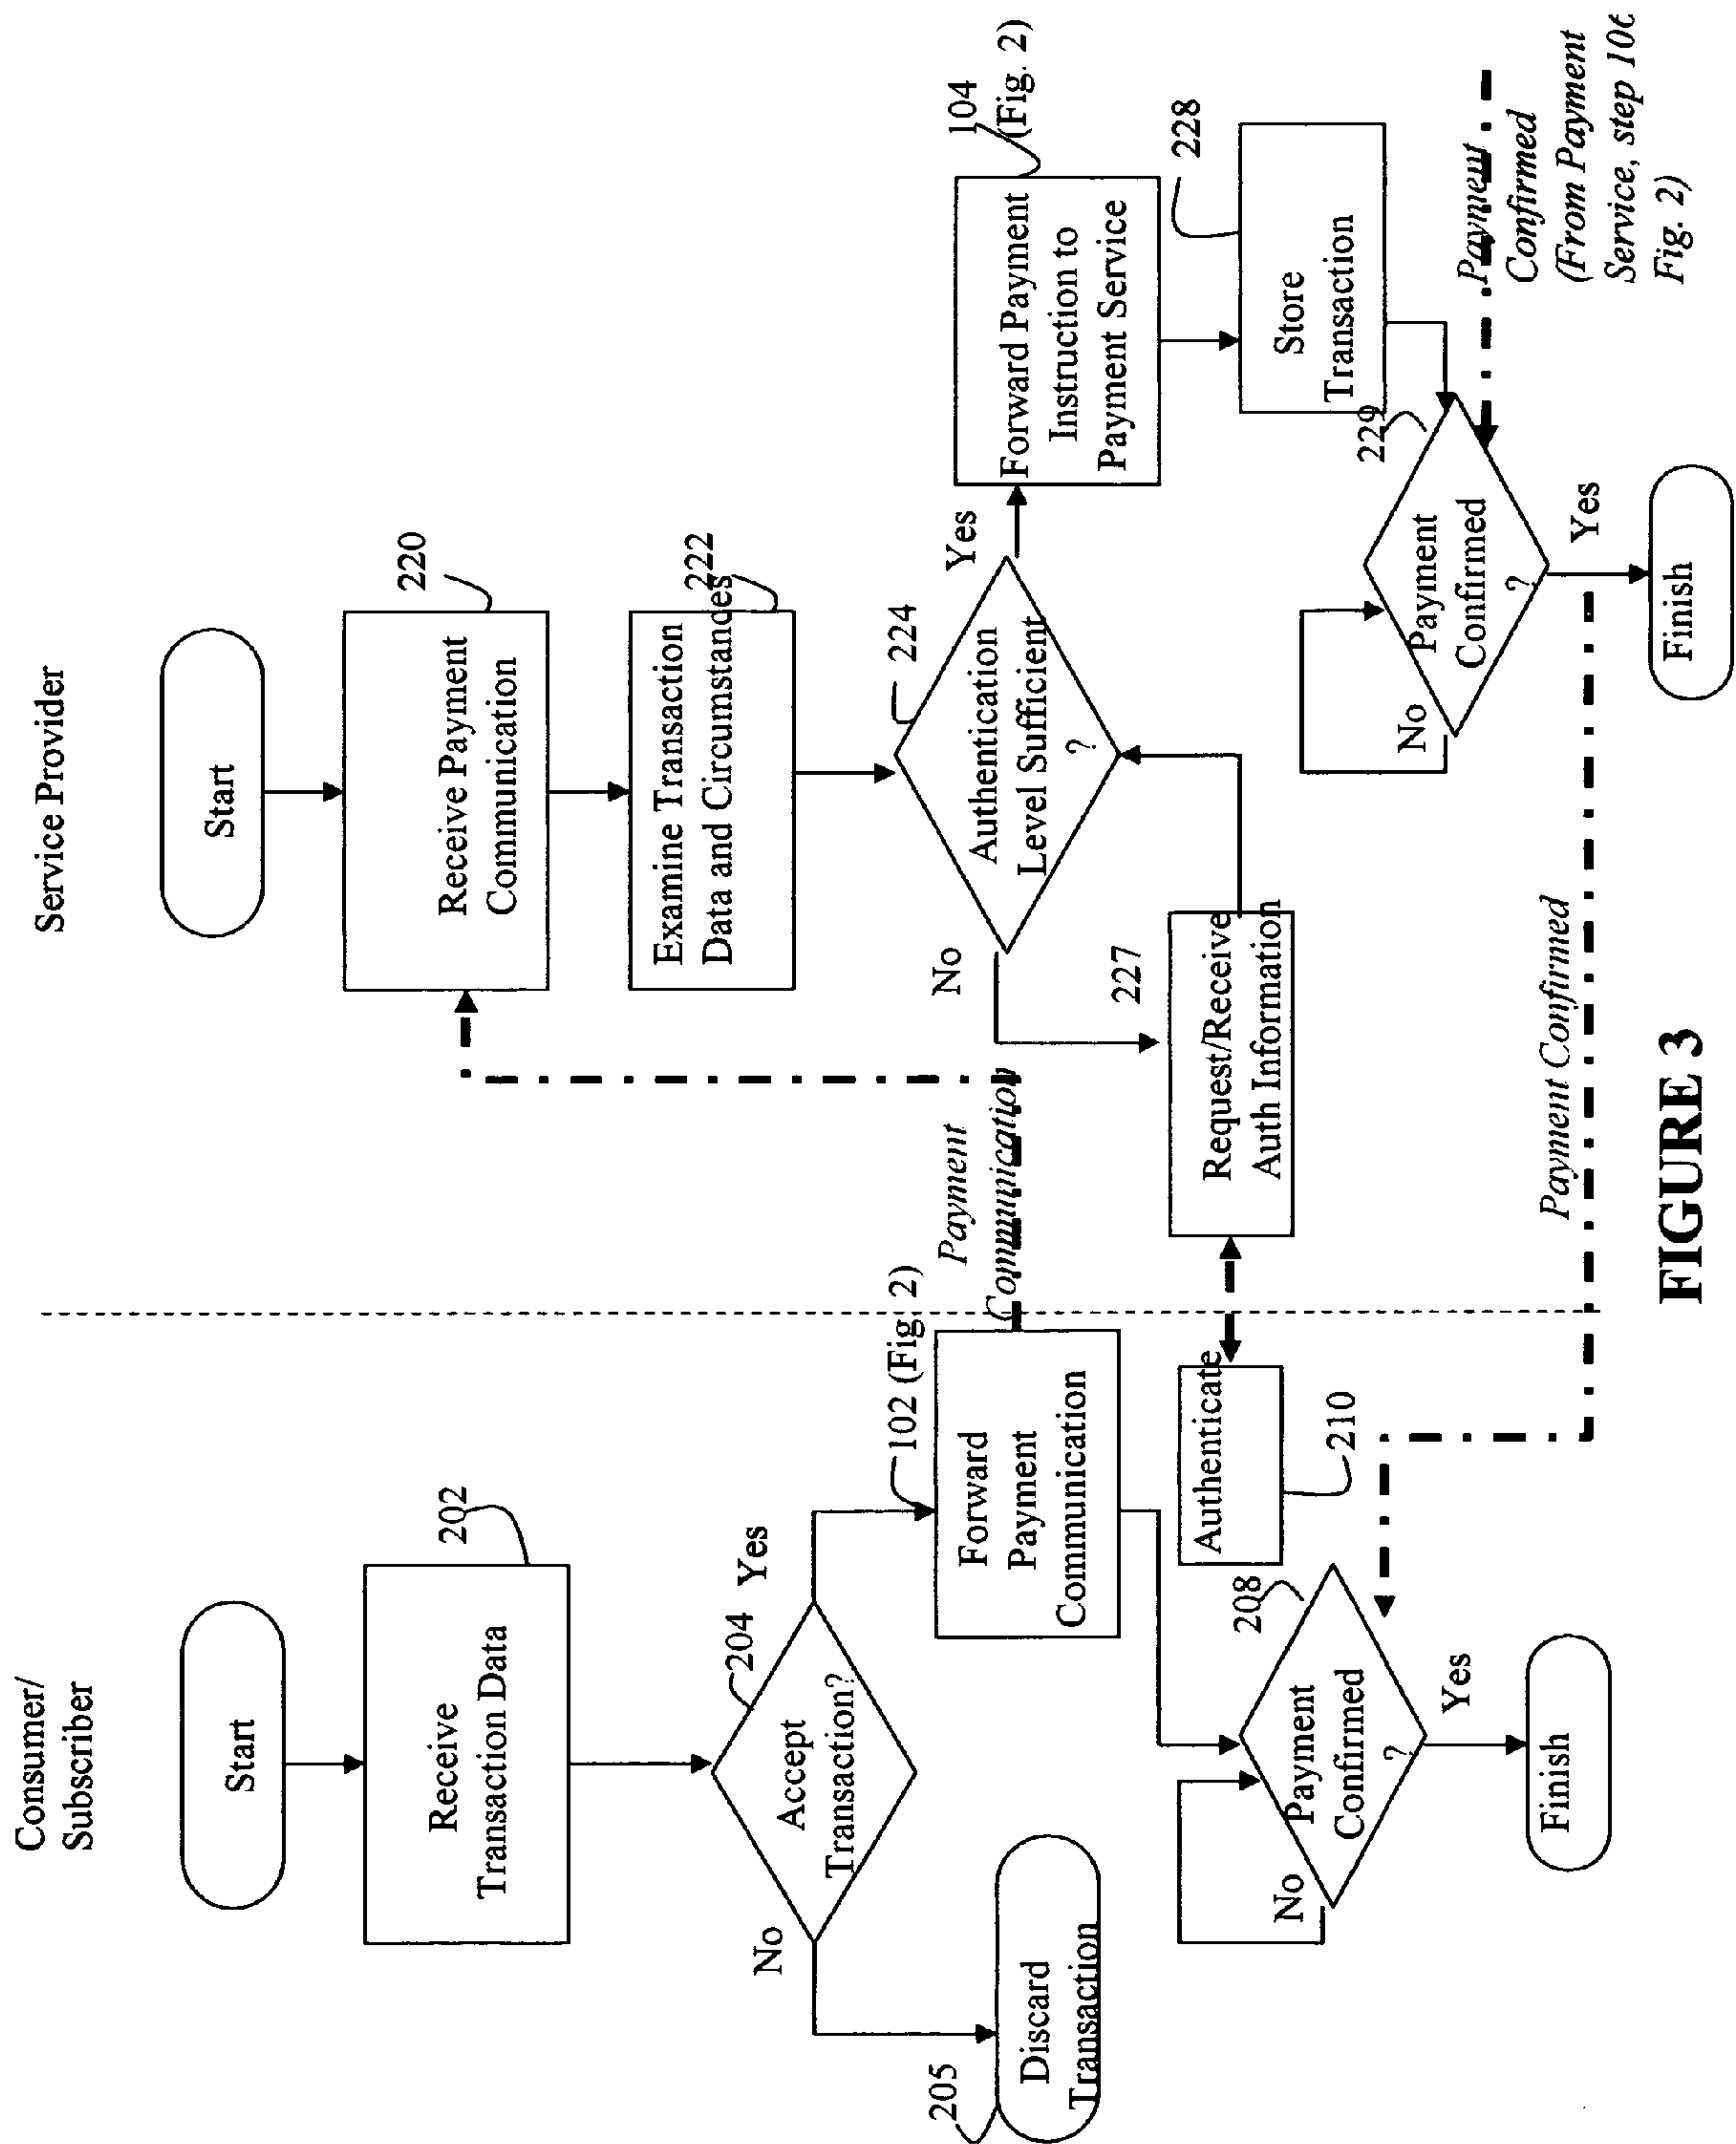 Consumer/
Subscriber
Start
202
Receive
Transaction Data
204
Accept
Transaction?
Yes
No
205
Discard
Transaction
102 (Fig. 2)
Forward
Payment
Communication
Payment
Communication
Authenticate
210
208
Payment
Confirmed
?
No
Yes
Finish
Service Provider
Start
220
Receive Payment
Communication
222
Examine Transaction
Data and Circumstances
224
Authentication
Level Sufficient
?
Yes
No
227
Request/Receive
Auth Information
104
(Fig. 2)
Forward Payment
Instruction to
Payment Service
228
Store
Transaction
229
Payment
Confirmed
?
No
Yes
Finish
Payment
Confirmed
(From Payment
Service, step 106
Fig. 2)
Payment Confirmed
FIGURE 3